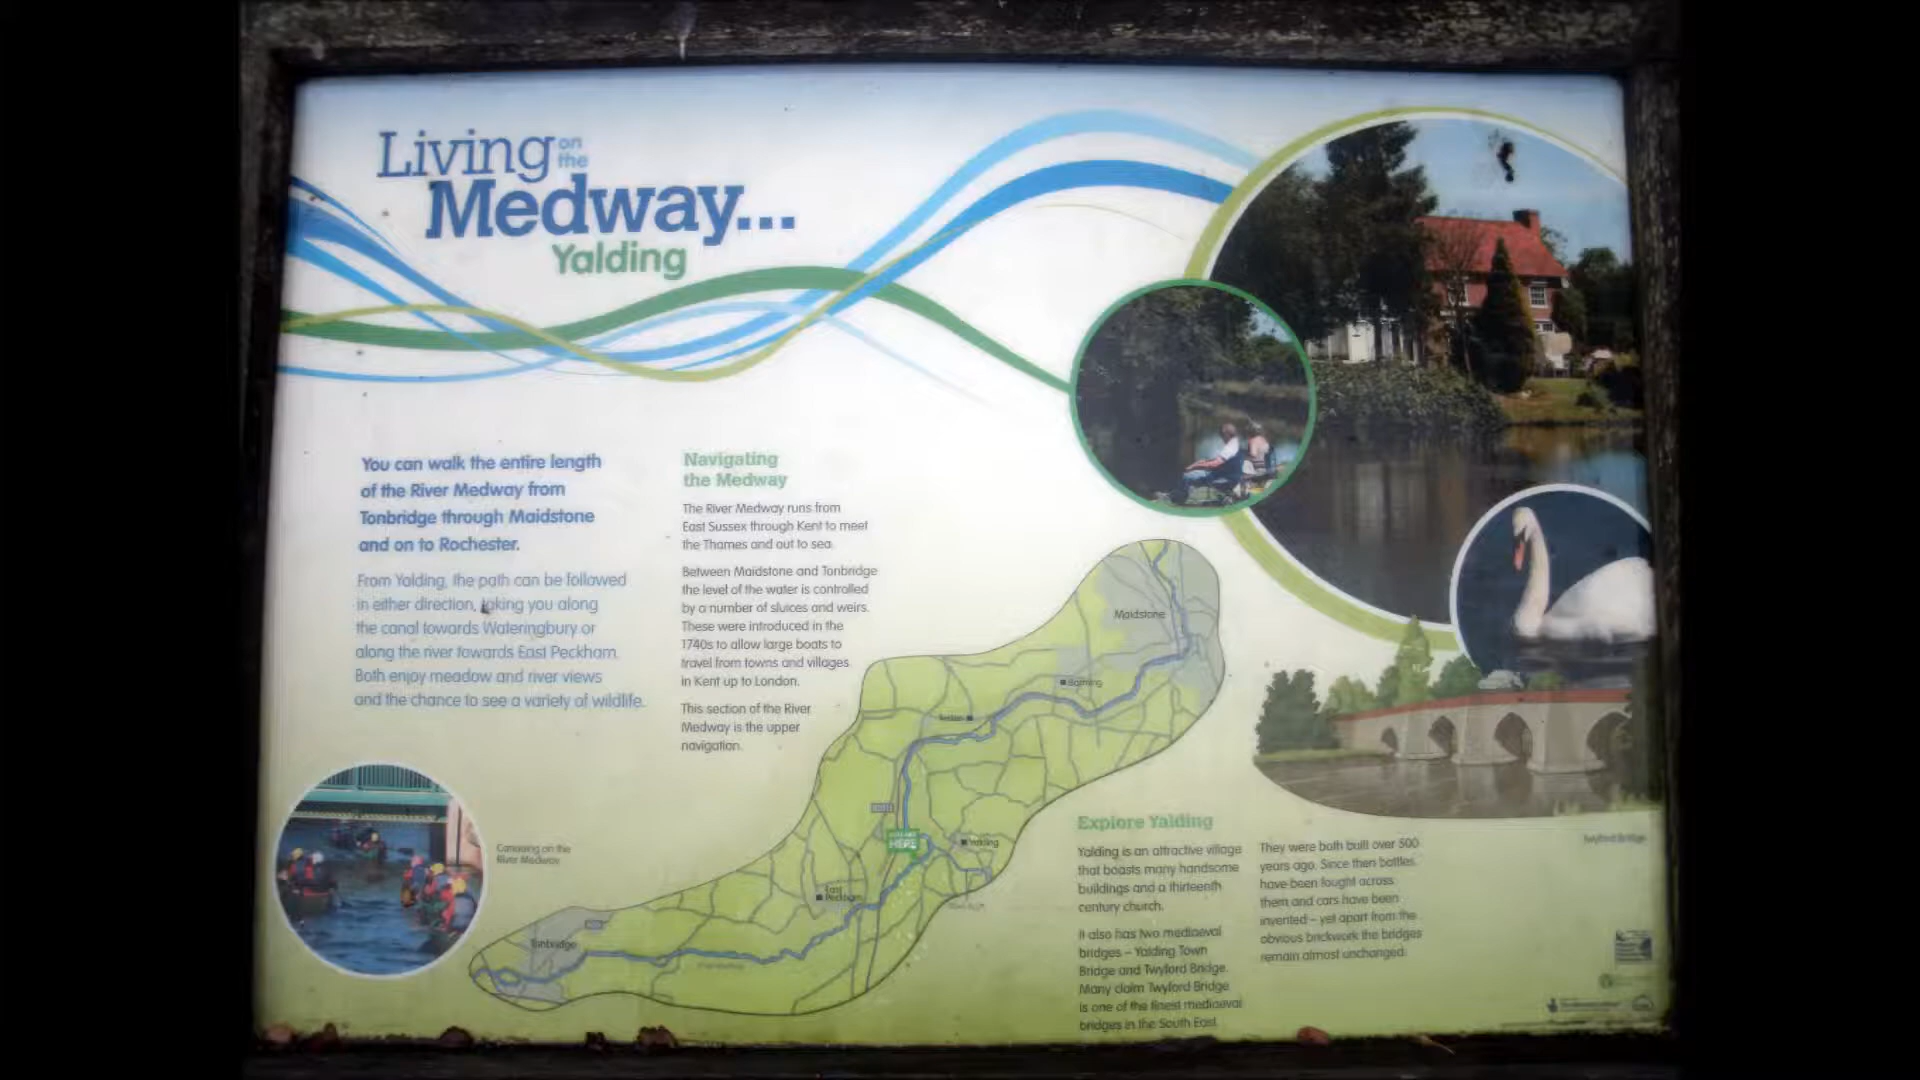 Living on the
Medway...
Yalding
You can walk the entire length
of the River Medway from
Tonbridge through Maidstone
and on to Rochester.
From Yalding, the path can be followed
in either direction, taking you along
the canal towards Wateringbury or
along the river towards East Peckham.
Both enjoy meadow and river views
and the chance to see a variety of wildlife.
Canoeing on the
River Medway
Navigating
the Medway
The River Medway runs from
East Sussex through Kent to meet
the Thames and out to sea.
Between Maidstone and Tonbridge
the level of the water is controlled
by a number of sluices and weirs.
These were introduced in the
1740s to allow large boats to
travel from towns and villages
in Kent up to London.
This section of the River
Medway is the upper
navigation.
Maidstone
Barming
Teston
HERE
Yalding
East
Peckham
Tonbridge
Explore Yalding
Yalding is an attractive village
that boasts many handsome
buildings and a thirteenth
century church.
It also has two mediaeval
bridges – Yalding Town
Bridge and Twyford Bridge.
Many claim Twyford Bridge
is one of the finest mediaeval
bridges in the South East.
They were both built over 500
years ago. Since then battles
have been fought across
them and cars have been
invented – yet apart from the
obvious brickwork the bridges
remain almost unchanged.
Twyford Bridge